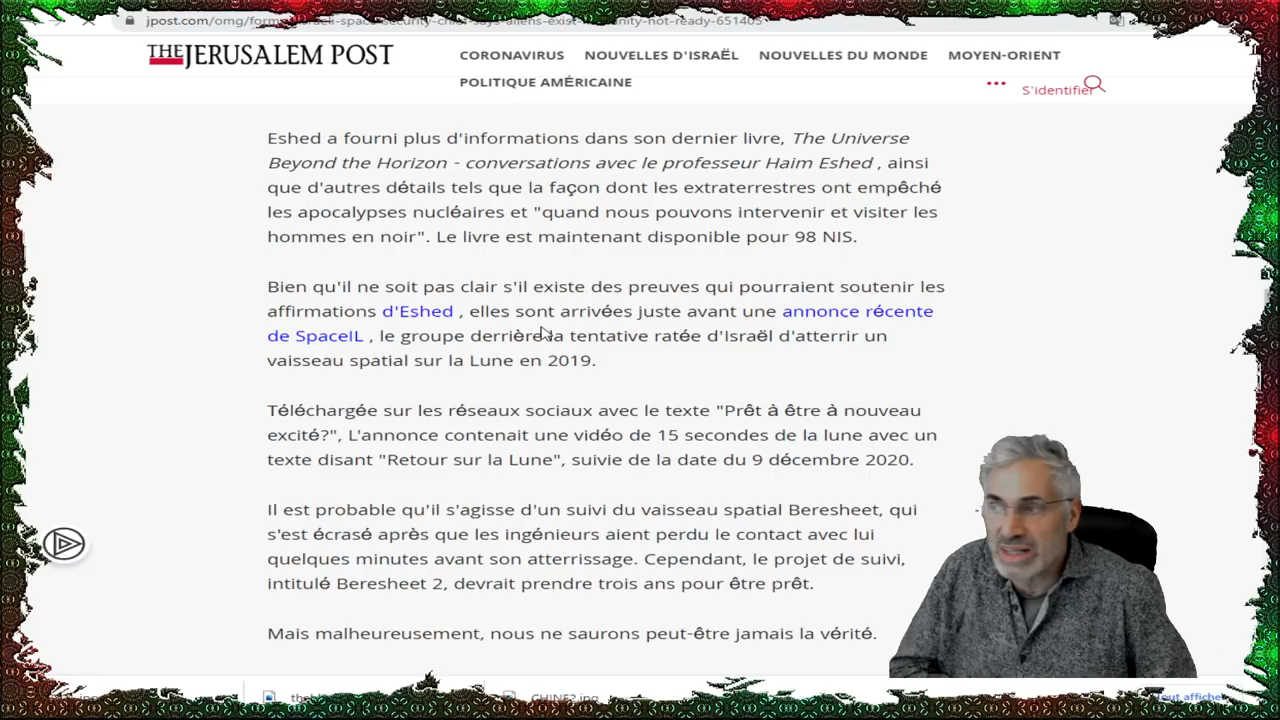 jpost.com/omg/former-israeli-space-security-chief-says-aliens-exist-humanity-not-ready-651405
THE JERUSALEM POST
CORONAVIRUS NOUVELLES D'ISRAËL NOUVELLES DU MONDE MOYEN-ORIENT
POLITIQUE AMÉRICAINE
S'identifier
Eshed a fourni plus d'informations dans son dernier livre, The Universe
Beyond the Horizon - conversations avec le professeur Haim Eshed , ainsi
que d'autres détails tels que la façon dont les extraterrestres ont empêché
les apocalypses nucléaires et "quand nous pouvons intervenir et visiter les
hommes en noir". Le livre est maintenant disponible pour 98 NIS.
Bien qu'il ne soit pas clair s'il existe des preuves qui pourraient soutenir les
affirmations d'Eshed , elles sont arrivées juste avant une annonce récente
de SpaceIL , le groupe derrière la tentative ratée d'Israël d'atterrir un
vaisseau spatial sur la Lune en 2019.
Téléchargée sur les réseaux sociaux avec le texte "Prêt à être à nouveau
excité?", L'annonce contenait une vidéo de 15 secondes de la lune avec un
texte disant "Retour sur la Lune", suivie de la date du 9 décembre 2020.
Il est probable qu'il s'agisse d'un suivi du vaisseau spatial Beresheet, qui
s'est écrasé après que les ingénieurs aient perdu le contact avec lui
quelques minutes avant son atterrissage. Cependant, le projet de suivi,
intitulé Beresheet 2, devrait prendre trois ans pour être prêt.
Mais malheureusement, nous ne saurons peut-être jamais la vérité.
CHINE2.jpg